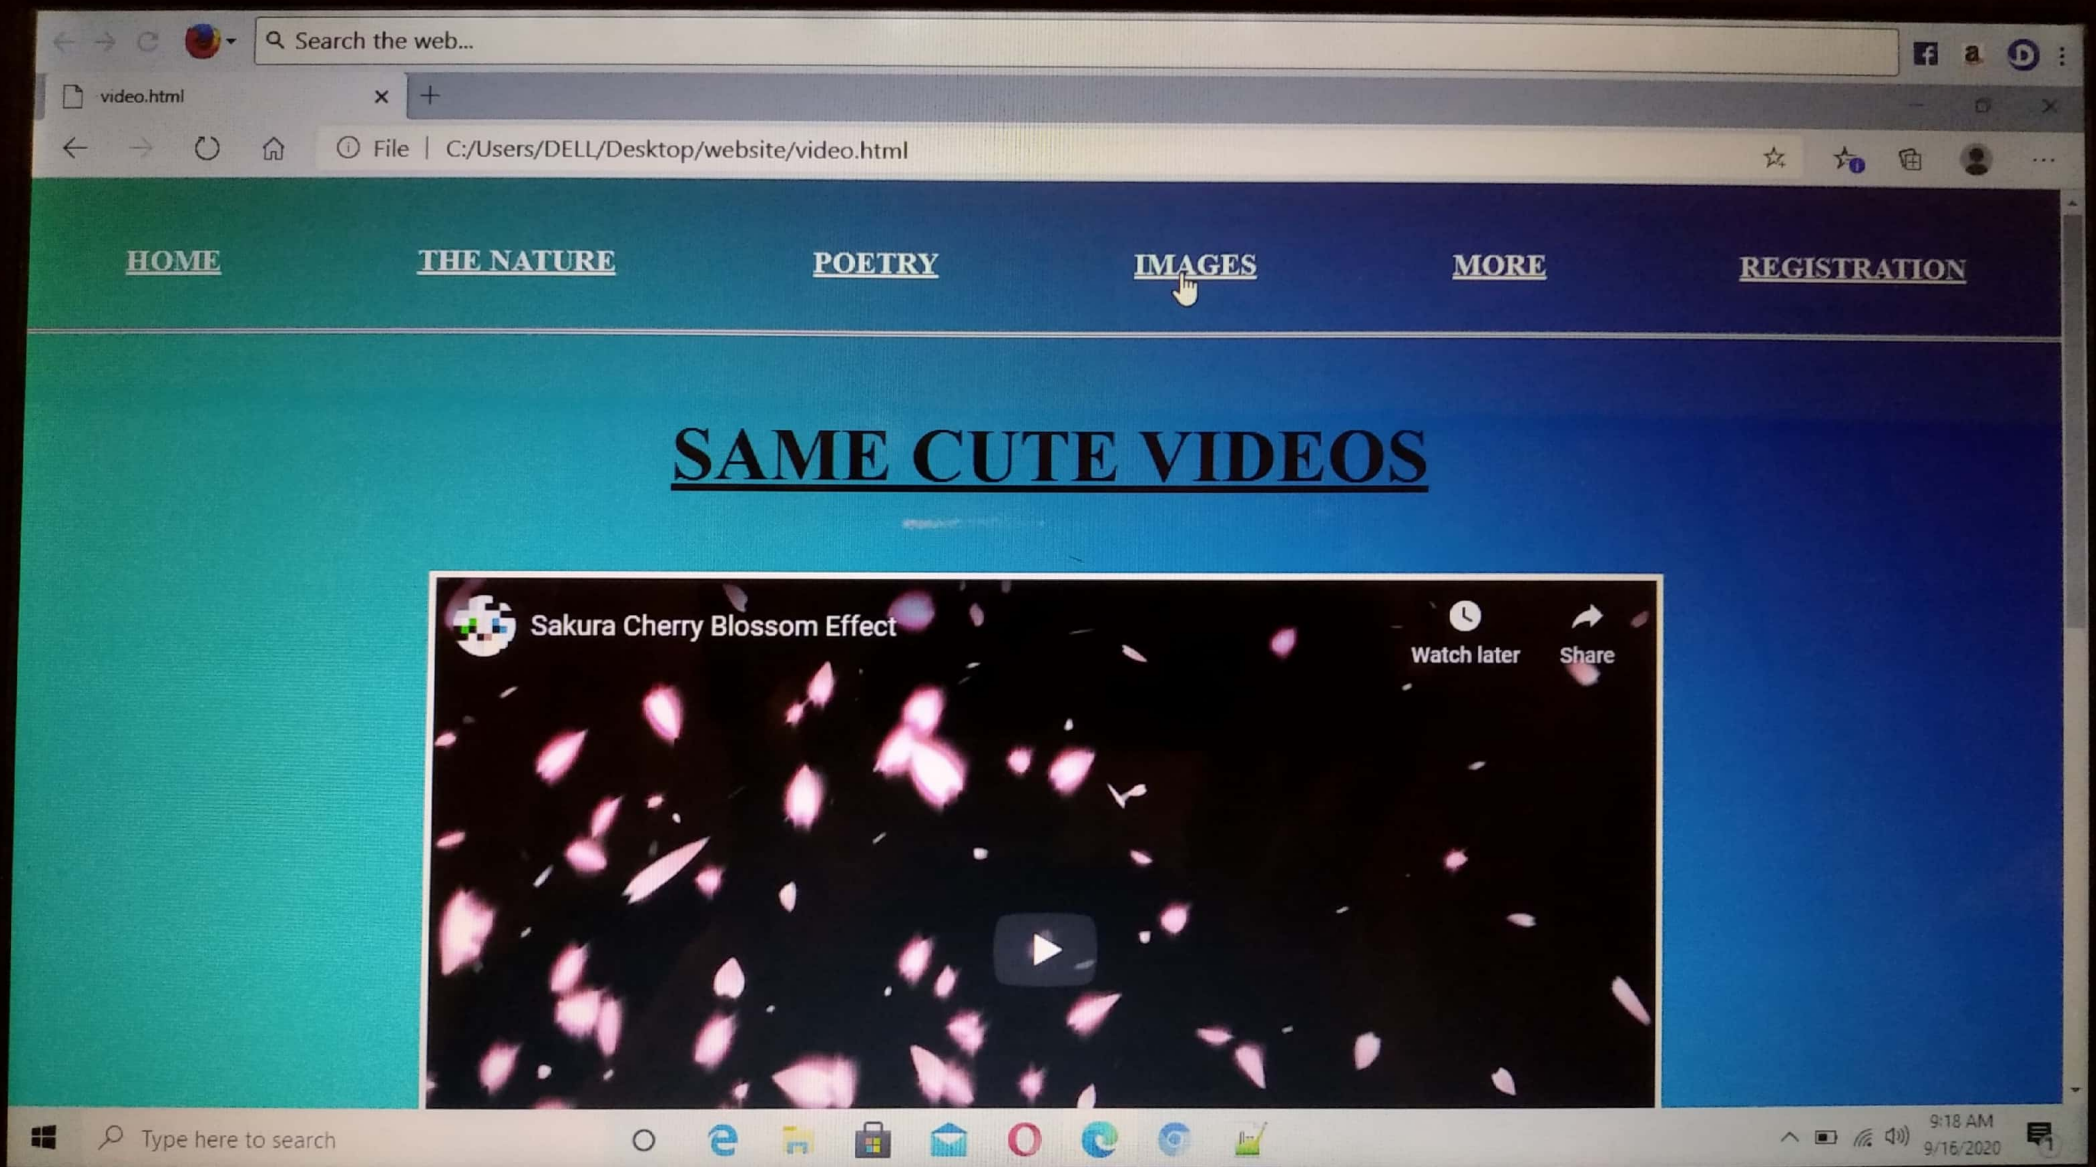 Search the web...
video.html
File | C:/Users/DELL/Desktop/website/video.html
HOME THE NATURE POETRY IMAGES MORE REGISTRATION
SAME CUTE VIDEOS
Sakura Cherry Blossom Effect
Watch later Share
Type here to search
9:18 AM
9/16/2020
1